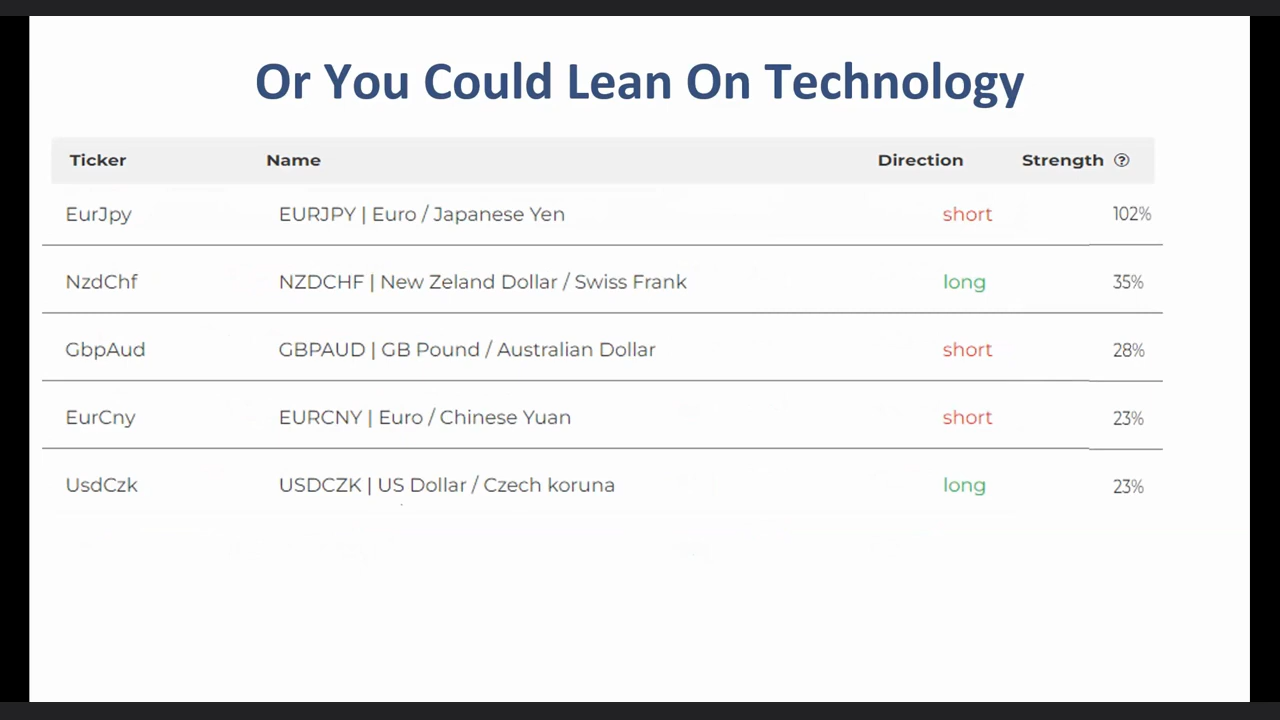 Or You Could Lean On Technology
Ticker Name Direction Strength ?
EurJpy EURJPY | Euro / Japanese Yen short 102%
NzdChf NZDCHF | New Zeland Dollar / Swiss Frank long 35%
GbpAud GBPAUD | GB Pound / Australian Dollar short 28%
EurCny EURCNY | Euro / Chinese Yuan short 23%
UsdCzk USDCZK | US Dollar / Czech koruna long 23%